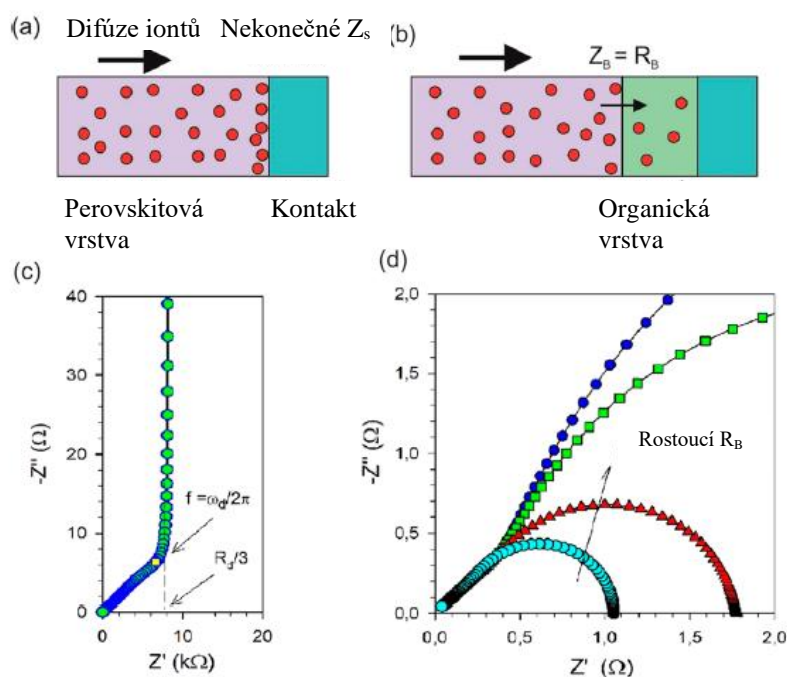 (a) Difúze iontů Nekonečné Zs (b)
ZB = RB
Perovskitová
vrstva
Kontakt
Organická
vrstva
(c)
(d)
40
30
20
10
0
-Z'' (Ω)
f =ωd/2π
Rd/3
0 10 20
Z' (kΩ)
2,0
1,5
1,0
0,5
0,0
-Z'' (Ω)
Rostoucí RB
0,0 0,5 1,0 1,5 2,0
Z' (Ω)